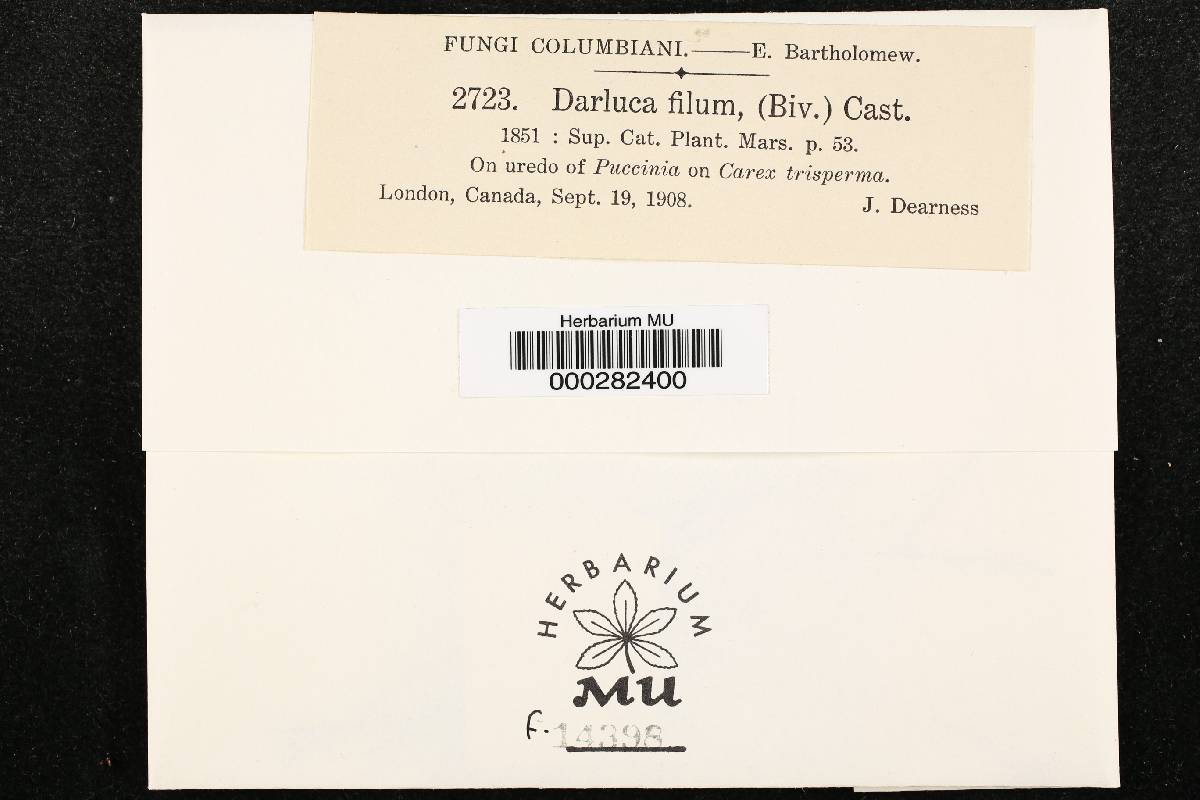 FUNGI COLUMBIANI.——E. Bartholomew.
2723. Darluca filum, (Biv.) Cast.
1851 : Sup. Cat. Plant. Mars. p. 53.
On uredo of Puccinia on Carex trisperma.
London, Canada, Sept. 19, 1908. J. Dearness
Herbarium MU
000282400
HERBARIUM
MU
F. 14398